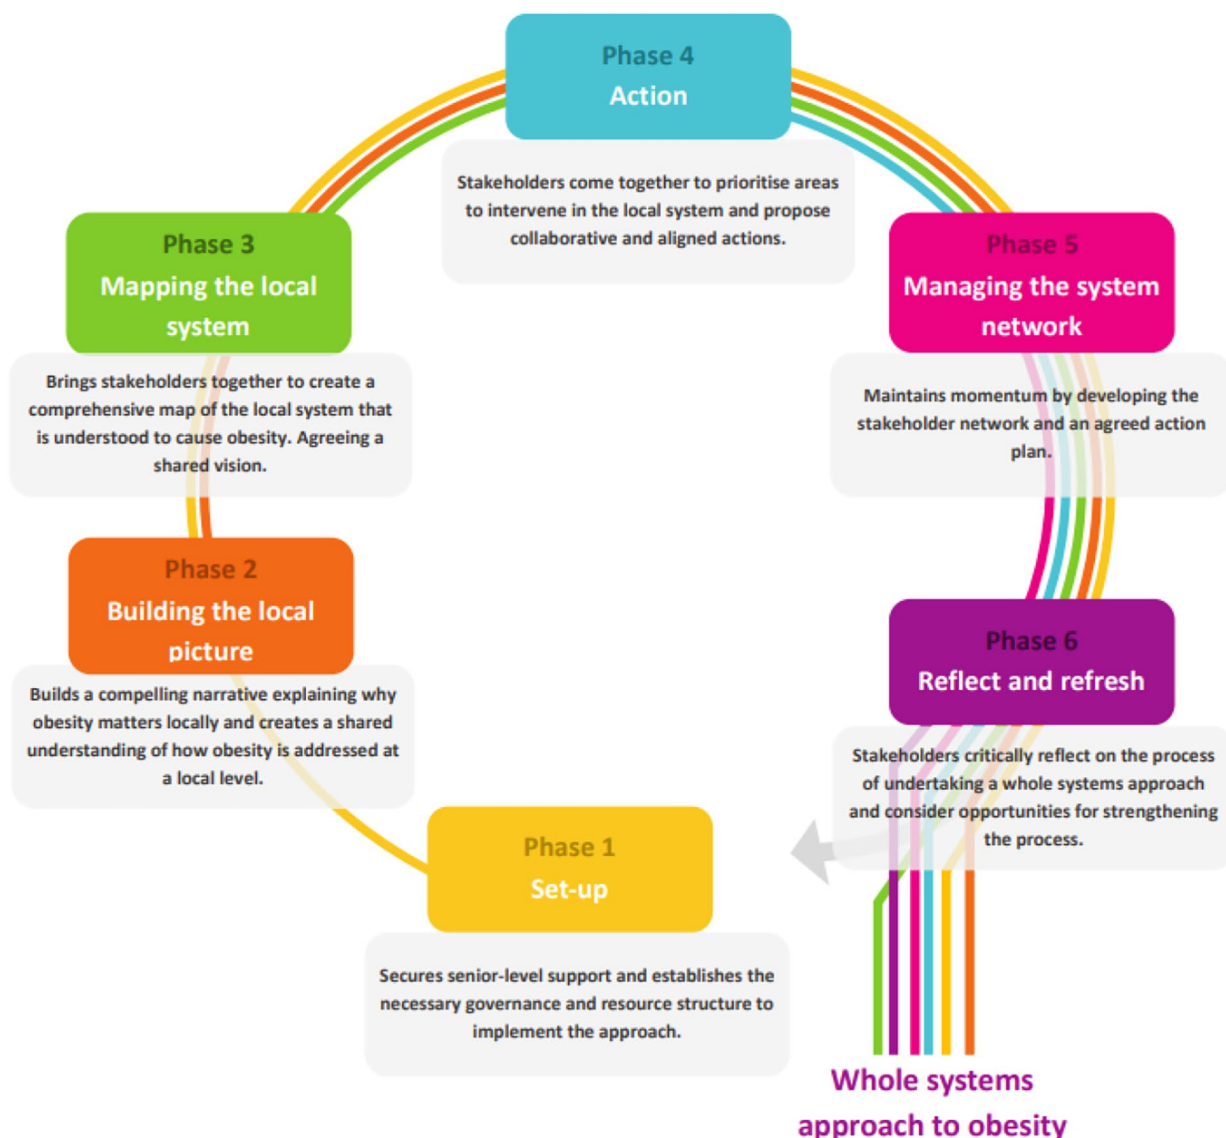 Phase 4
Action
Stakeholders come together to prioritise areas
to intervene in the local system and propose
collaborative and aligned actions.
Phase 3
Mapping the local
system
Brings stakeholders together to create a
comprehensive map of the local system that
is understood to cause obesity. Agreeing a
shared vision.
Phase 5
Managing the system
network
Maintains momentum by developing the
stakeholder network and an agreed action
plan.
Phase 2
Building the local
picture
Builds a compelling narrative explaining why
obesity matters locally and creates a shared
understanding of how obesity is addressed at
a local level.
Phase 6
Reflect and refresh
Stakeholders critically reflect on the process
of undertaking a whole systems approach
and consider opportunities for strengthening
the process.
Phase 1
Set-up
Secures senior-level support and establishes the
necessary governance and resource structure to
implement the approach.
Whole systems
approach to obesity